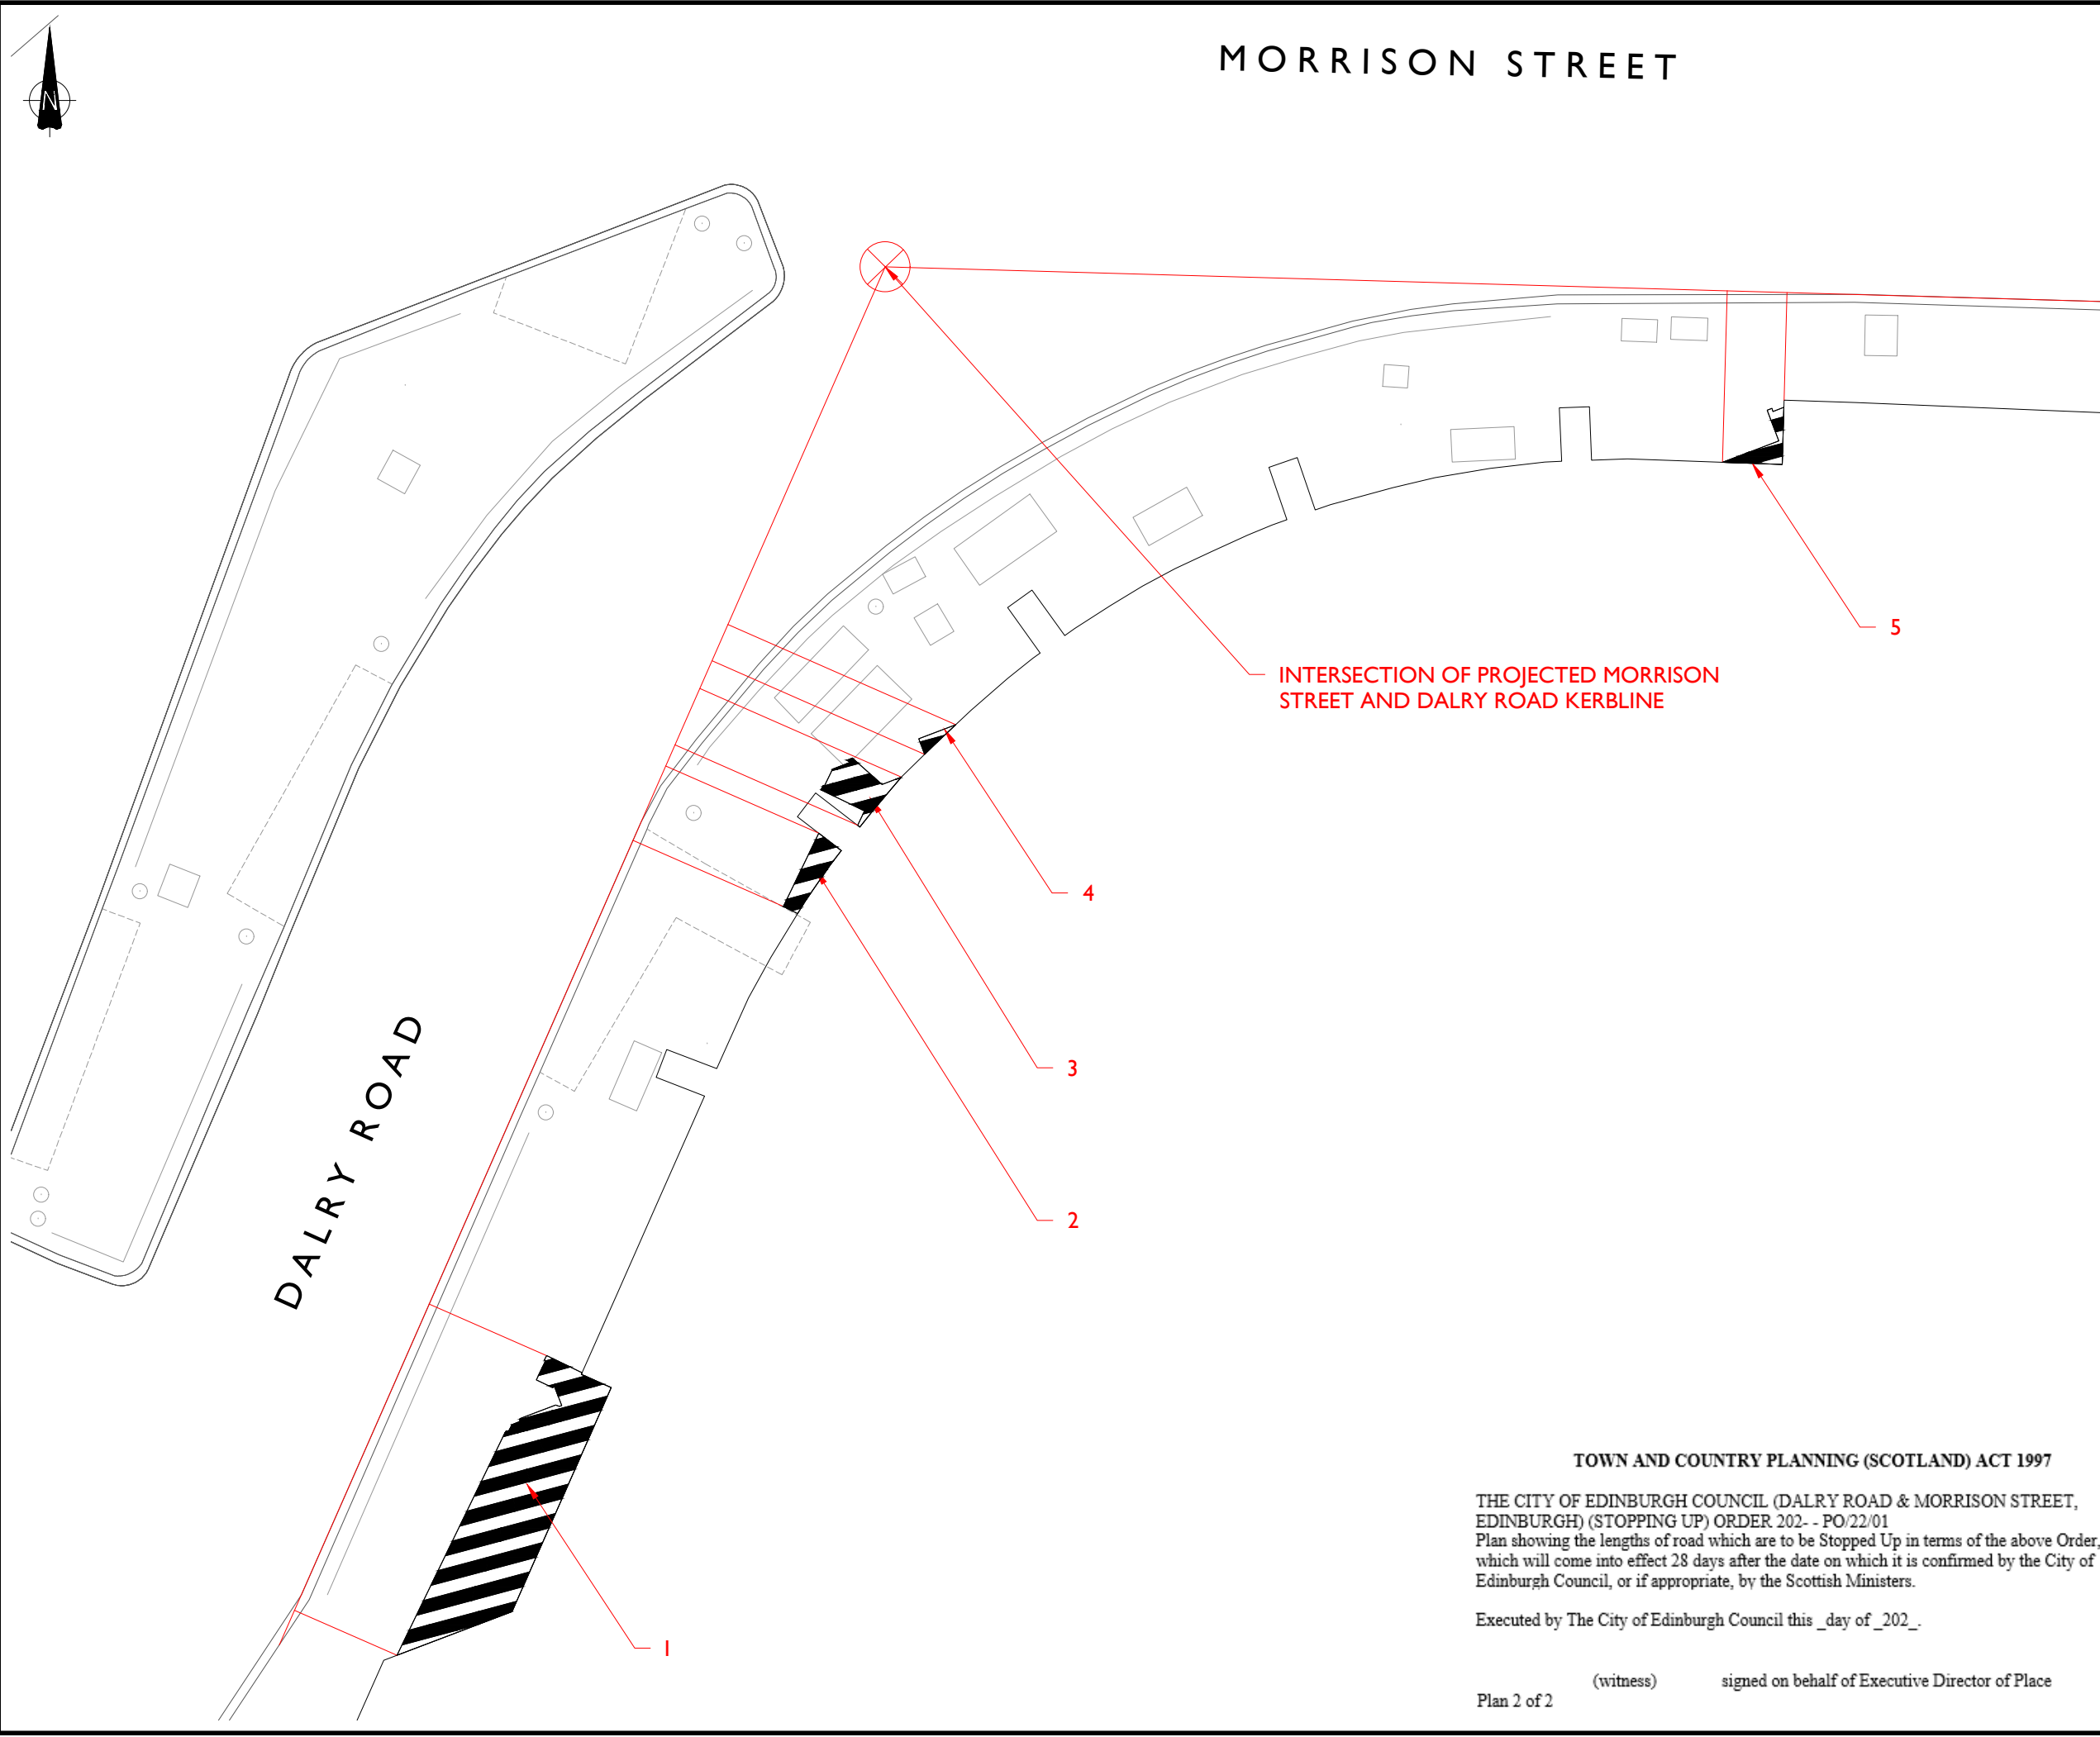 N
MORRISON STREET
5
INTERSECTION OF PROJECTED MORRISON
STREET AND DALRY ROAD KERBLINE
4
3
DALRY ROAD
2
1
TOWN AND COUNTRY PLANNING (SCOTLAND) ACT 1997
THE CITY OF EDINBURGH COUNCIL (DALRY ROAD & MORRISON STREET,
EDINBURGH) (STOPPING UP) ORDER 202- - PO/22/01
Plan showing the lengths of road which are to be Stopped Up in terms of the above Order,
which will come into effect 28 days after the date on which it is confirmed by the City of
Edinburgh Council, or if appropriate, by the Scottish Ministers.
Executed by The City of Edinburgh Council this _day of _202_.
(witness) signed on behalf of Executive Director of Place
Plan 2 of 2